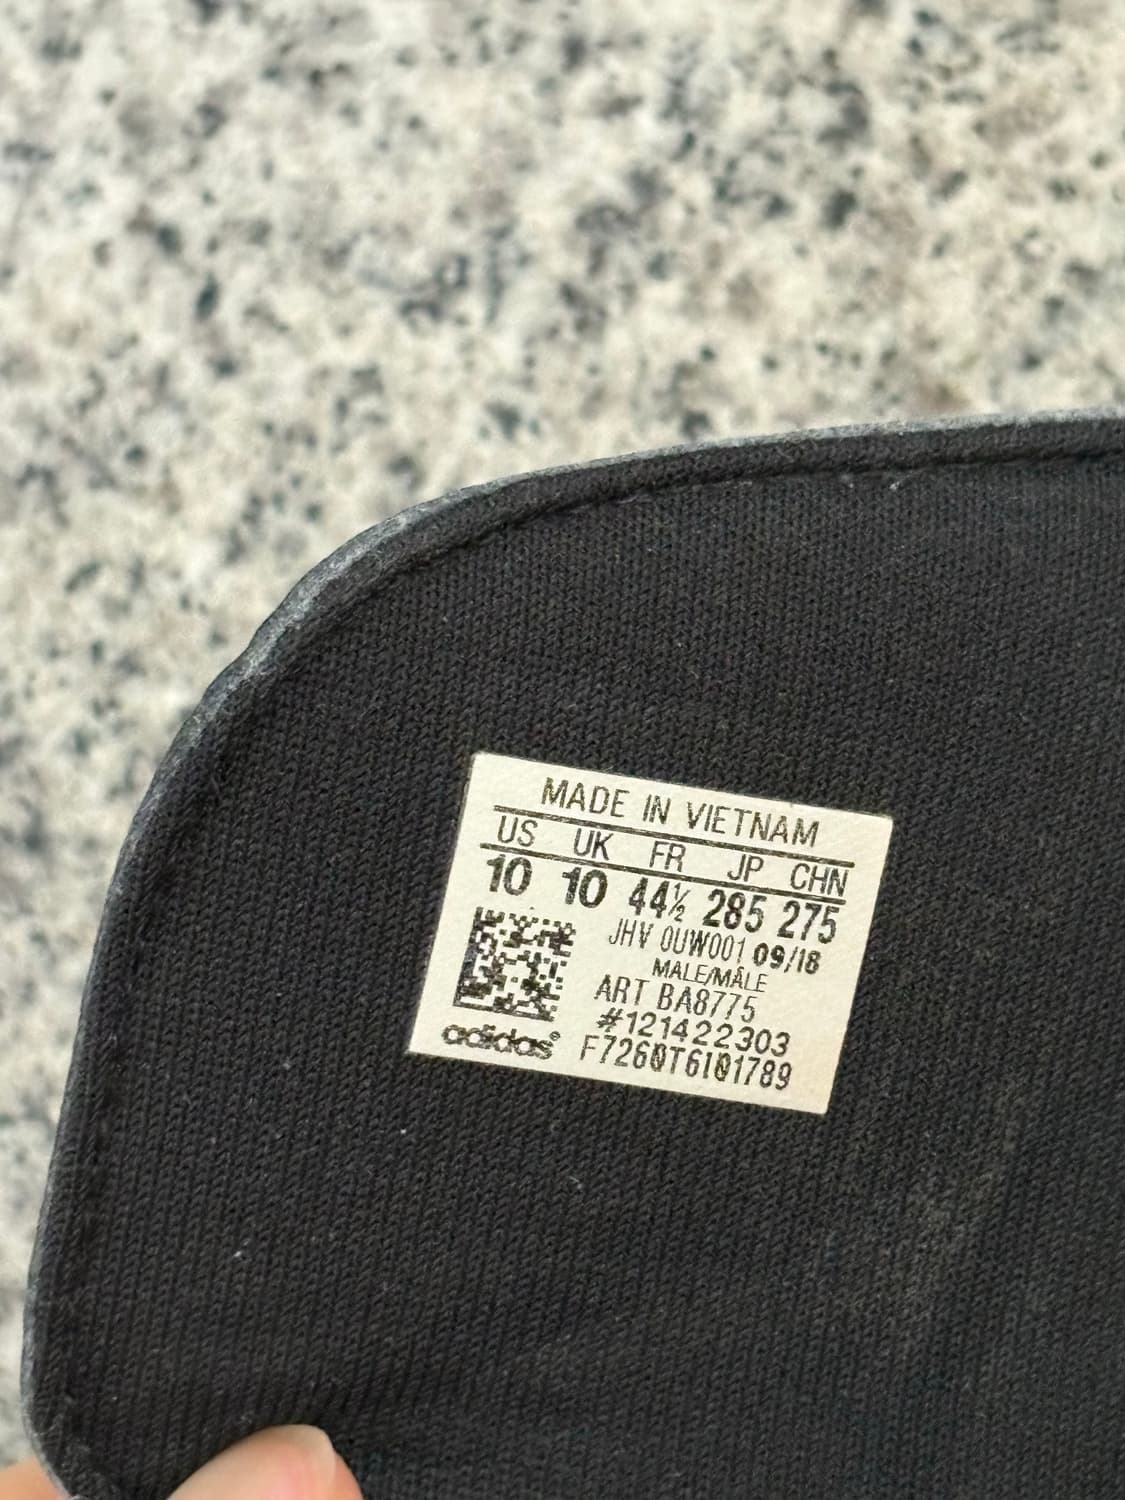 MADE IN VIETNAM
US UK FR JP CHN
10 10 44½ 285 275
JHV 0UW001 09/18
MALE/MÂLE
ART BA8775
#121422303
F7260T6I01789
adidas®